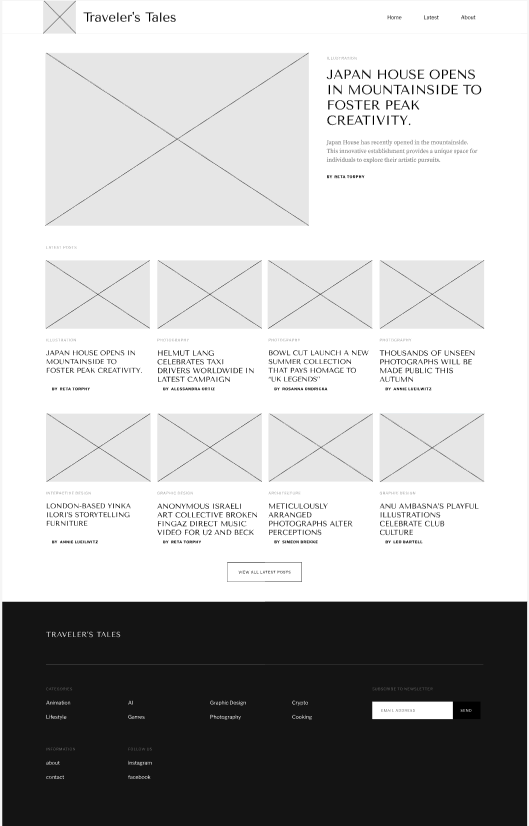 Traveler's Tales
Home Latest About
ILLUSTRATION
JAPAN HOUSE OPENS
IN MOUNTAINSIDE TO
FOSTER PEAK
CREATIVITY.
Japan House has recently opened in the mountainside.
This innovative establishment provides a unique space for
individuals to explore their artistic pursuits.
BY RETA TORPHY
LATEST POSTS
ILLUSTRATION
JAPAN HOUSE OPENS IN
MOUNTAINSIDE TO
FOSTER PEAK CREATIVITY.
BY RETA TORPHY
PHOTOGRAPHY
HELMUT LANG
CELEBRATES TAXI
DRIVERS WORLDWIDE IN
LATEST CAMPAIGN
BY ALESSANDRA ORTIZ
PHOTOGRAPHY
BOWL CUT LAUNCH A NEW
SUMMER COLLECTION
THAT PAYS HOMAGE TO
"UK LEGENDS"
BY ROSANNA ONDRICKA
PHOTOGRAPHY
THOUSANDS OF UNSEEN
PHOTOGRAPHS WILL BE
MADE PUBLIC THIS
AUTUMN
BY ANNIE LUEILWITZ
INTERACTIVE DESIGN
LONDON-BASED YINKA
ILORI'S STORYTELLING
FURNITURE
BY ANNIE LUEILWITZ
GRAPHIC DESIGN
ANONYMOUS ISRAELI
ART COLLECTIVE BROKEN
FINGAZ DIRECT MUSIC
VIDEO FOR U2 AND BECK
BY RETA TORPHY
METICULOUSLY
ARRANGED
PHOTOGRAPHS ALTER
PERCEPTIONS
BY SIMEON BREKKE
GRAPHIC DESIGN
ANU AMBASNA'S PLAYFUL
ILLUSTRATIONS
CELEBRATE CLUB
CULTURE
BY LEO BARTELL
VIEW ALL LATEST POSTS
TRAVELER'S TALES
CATEGORIES
Animation AI Graphic Design Crypto
Lifestyle Games Photography Cooking
SUBSCRIBE TO NEWSLETTER
EMAIL ADDRESS SEND
INFORMATION FOLLOW US
about Instagram
contact facebook